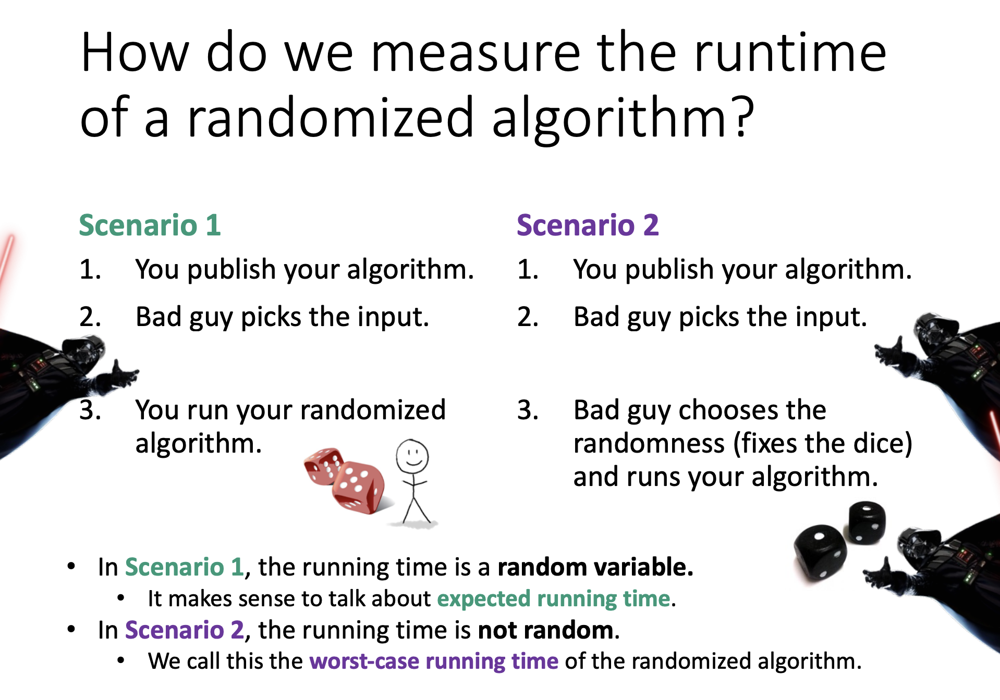 How do we measure the runtime
of a randomized algorithm?
Scenario 1
1. You publish your algorithm.
2. Bad guy picks the input.
3. You run your randomized
algorithm.
Scenario 2
1. You publish your algorithm.
2. Bad guy picks the input.
3. Bad guy chooses the
randomness (fixes the dice)
and runs your algorithm.
• In Scenario 1, the running time is a random variable.
• It makes sense to talk about expected running time.
• In Scenario 2, the running time is not random.
• We call this the worst-case running time of the randomized algorithm.